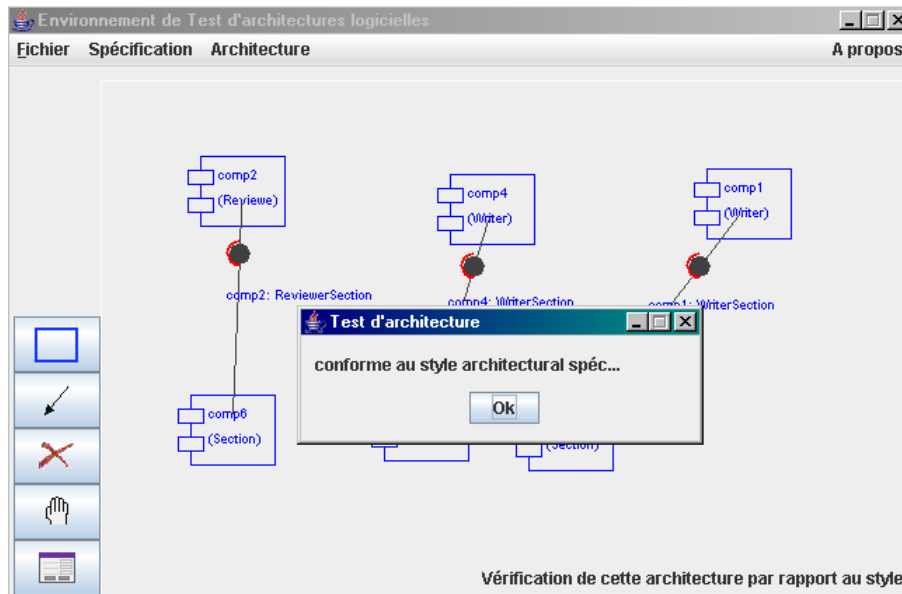 Environnement de Test d'architectures logicielles
Fichier Spécification Architecture A propos
comp2
(Reviewe)
comp4
(Writer)
comp1
(Writer)
comp2: ReviewerSection
comp4: WriterSection
comp1: WriterSection
Test d'architecture
conforme au style architectural spéc...
Ok
comp6
(Section)
(Section)
Vérification de cette architecture par rapport au style